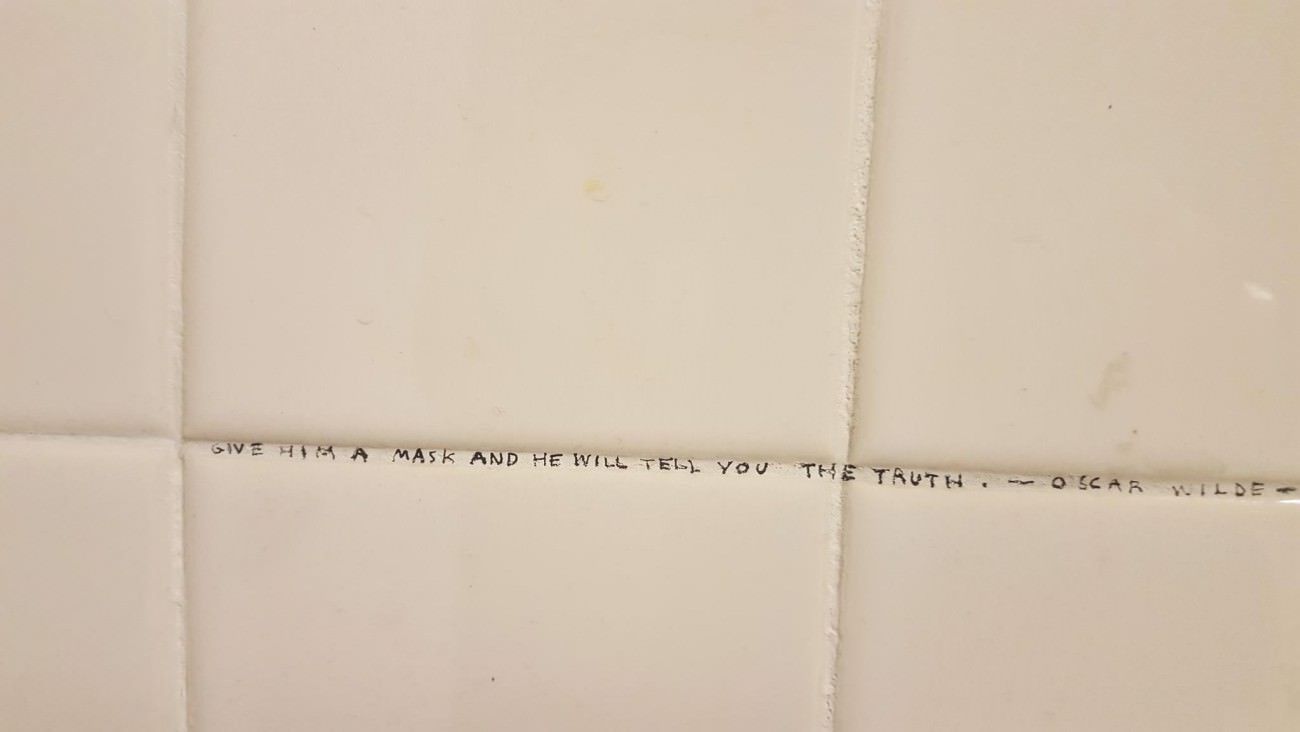 GIVE HIM A MASK AND HE WILL TELL YOU THE TRUTH. — OSCAR WILDE —